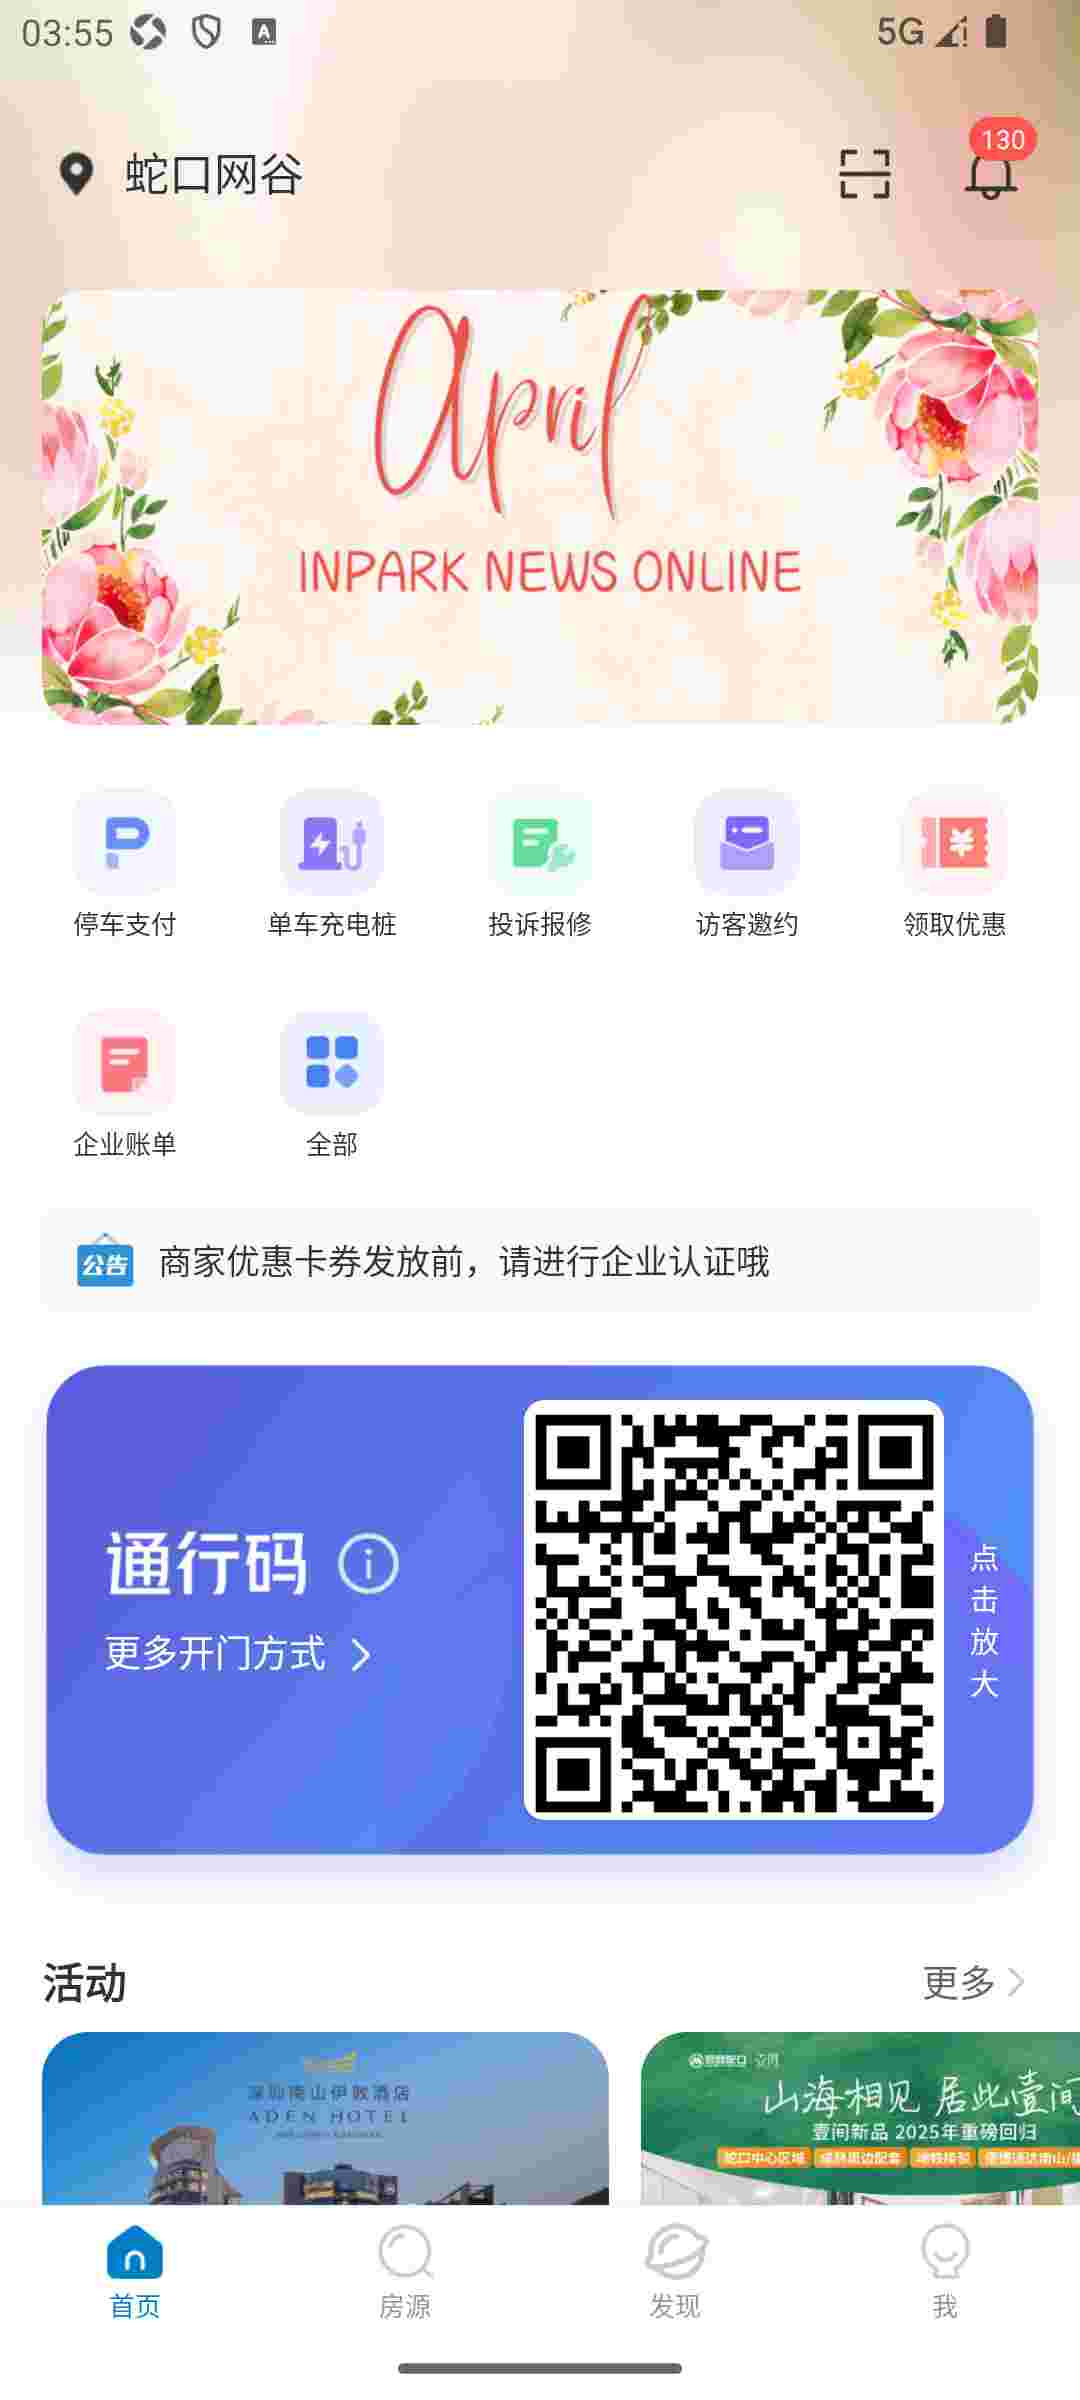 03:55
5G
蛇口网谷
130
April
INPARK NEWS ONLINE
停车支付
单车充电桩
投诉报修
访客邀约
领取优惠
企业账单
全部
公告
商家优惠卡券发放前，请进行企业认证哦
通行码
更多开门方式
点击放大
活动
更多
深圳南山伊敦酒店
ADEN HOTEL
壹间
山海相见 居此壹间
壹间新品 2025年重磅回归
蛇口中心区域
首页
房源
发现
我